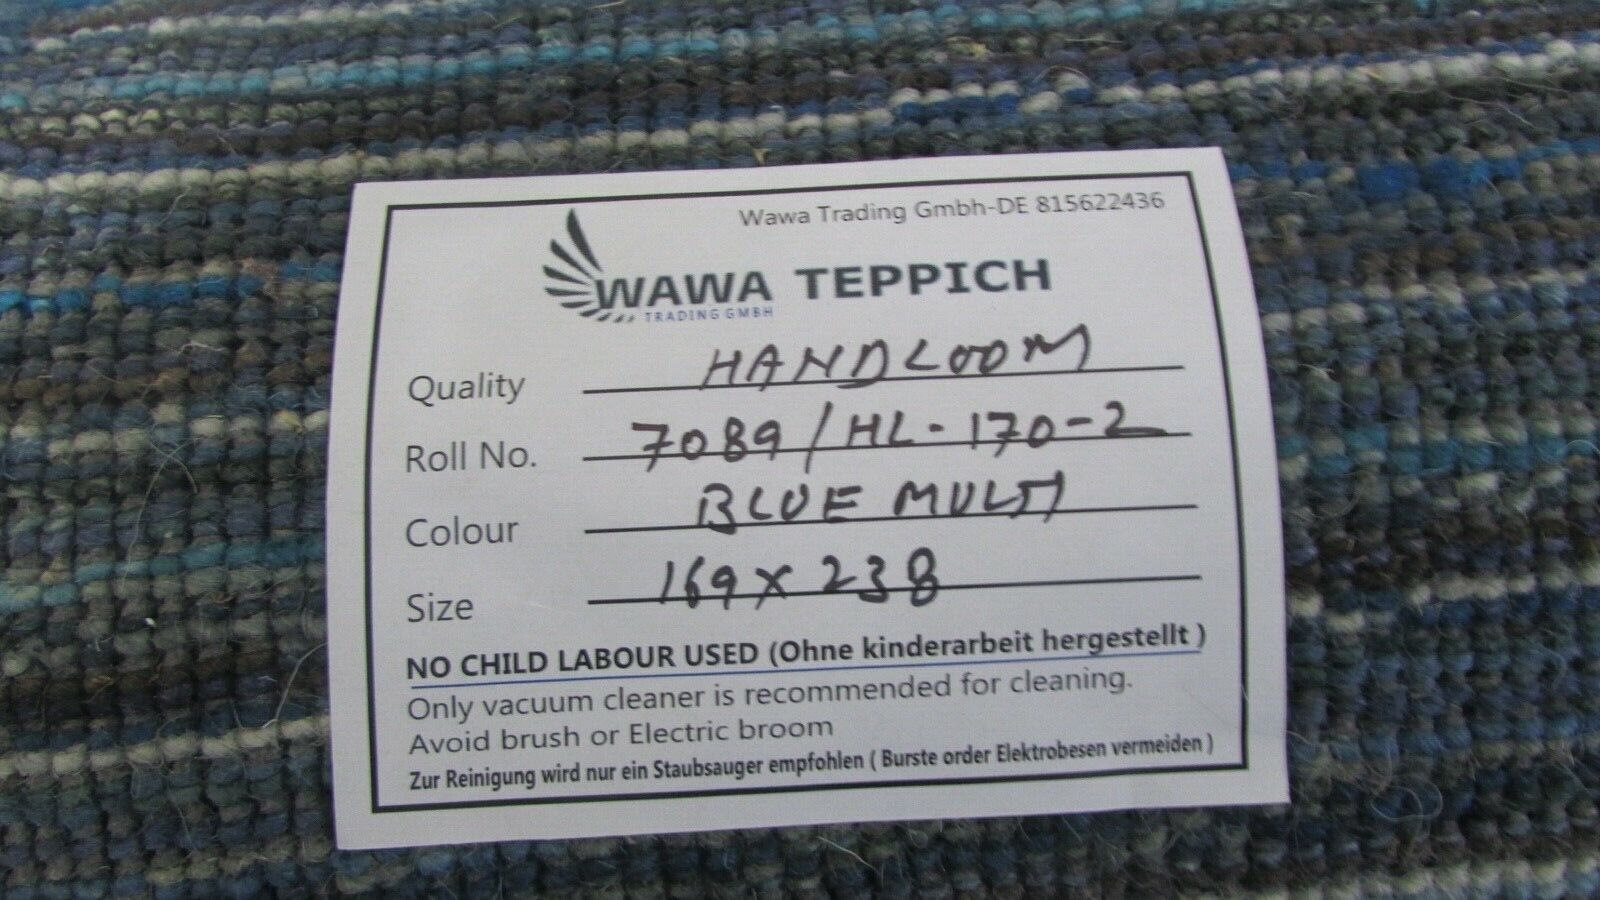 Wawa Trading Gmbh-DE 815622436
WAWA TEPPICH
TRADING GMBH
Quality HANDLOOM
Roll No. 7089/HL-170-2
Colour BLUE MULTI
Size 169x238
NO CHILD LABOUR USED (Ohne kinderarbeit hergestellt )
Only vacuum cleaner is recommended for cleaning.
Avoid brush or Electric broom
Zur Reinigung wird nur ein Staubsauger empfohlen ( Burste order Elektrobesen vermeiden )